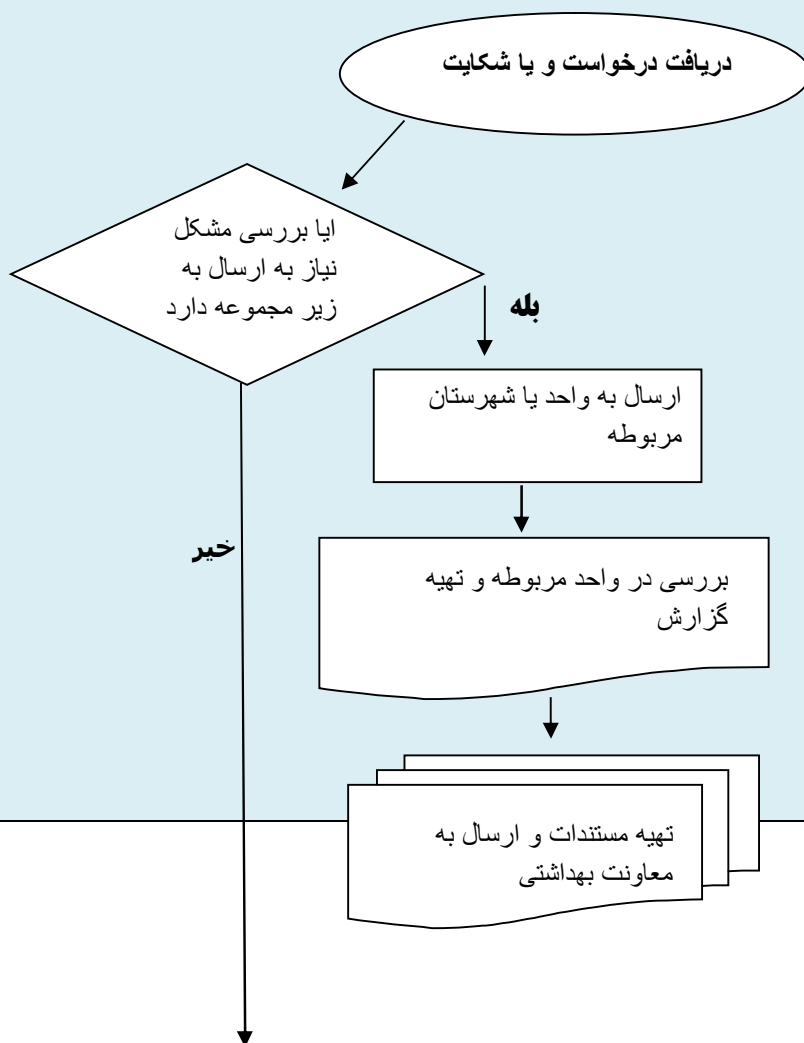 دریافت درخواست و یا شکایت
ایا بررسی مشکل
نیاز به ارسال به
زیر مجموعه دارد
بله
ارسال به واحد یا شهرستان
مربوطه
خیر
بررسی در واحد مربوطه و تهیه
گزارش
تهیه مستندات و ارسال به
معاونت بهداشتی